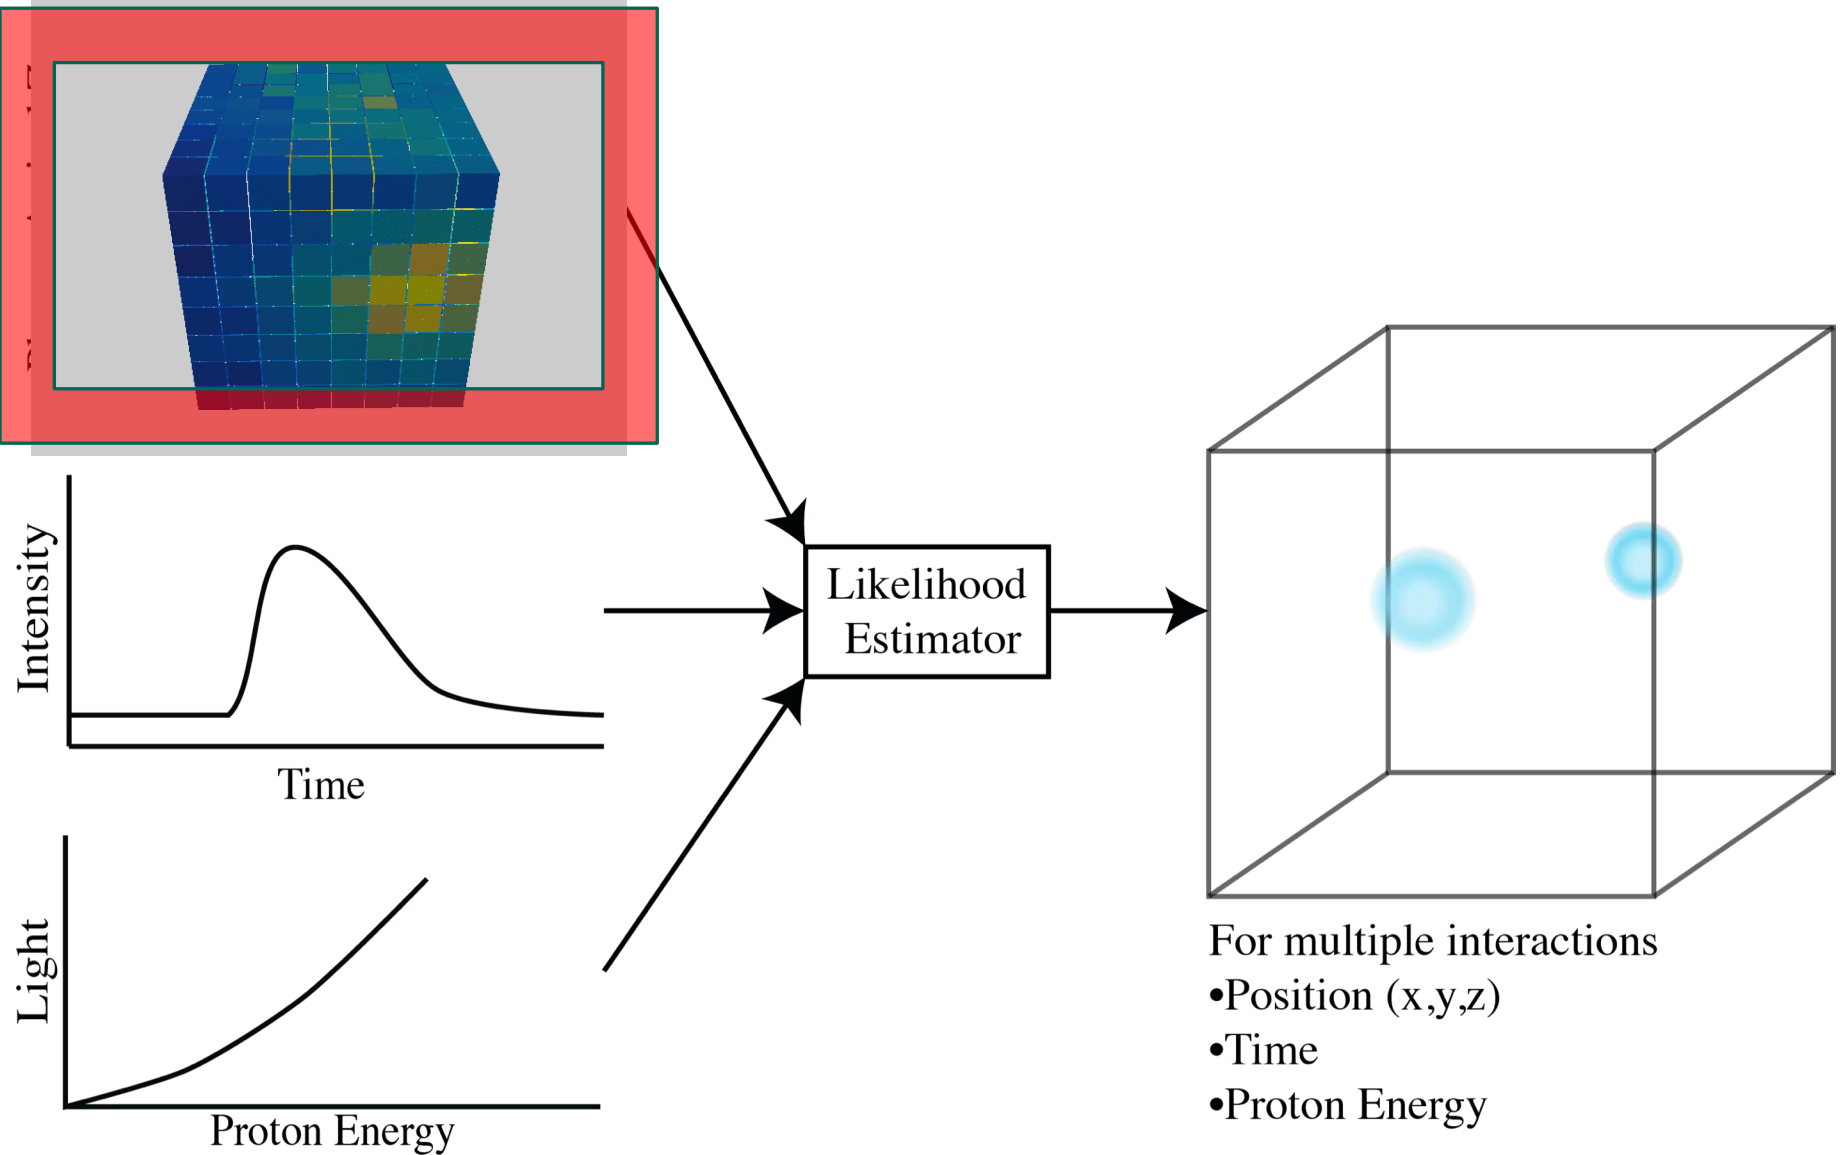 Intensity
Time
Light
Proton Energy
Likelihood
Estimator
For multiple interactions
•Position (x,y,z)
•Time
•Proton Energy